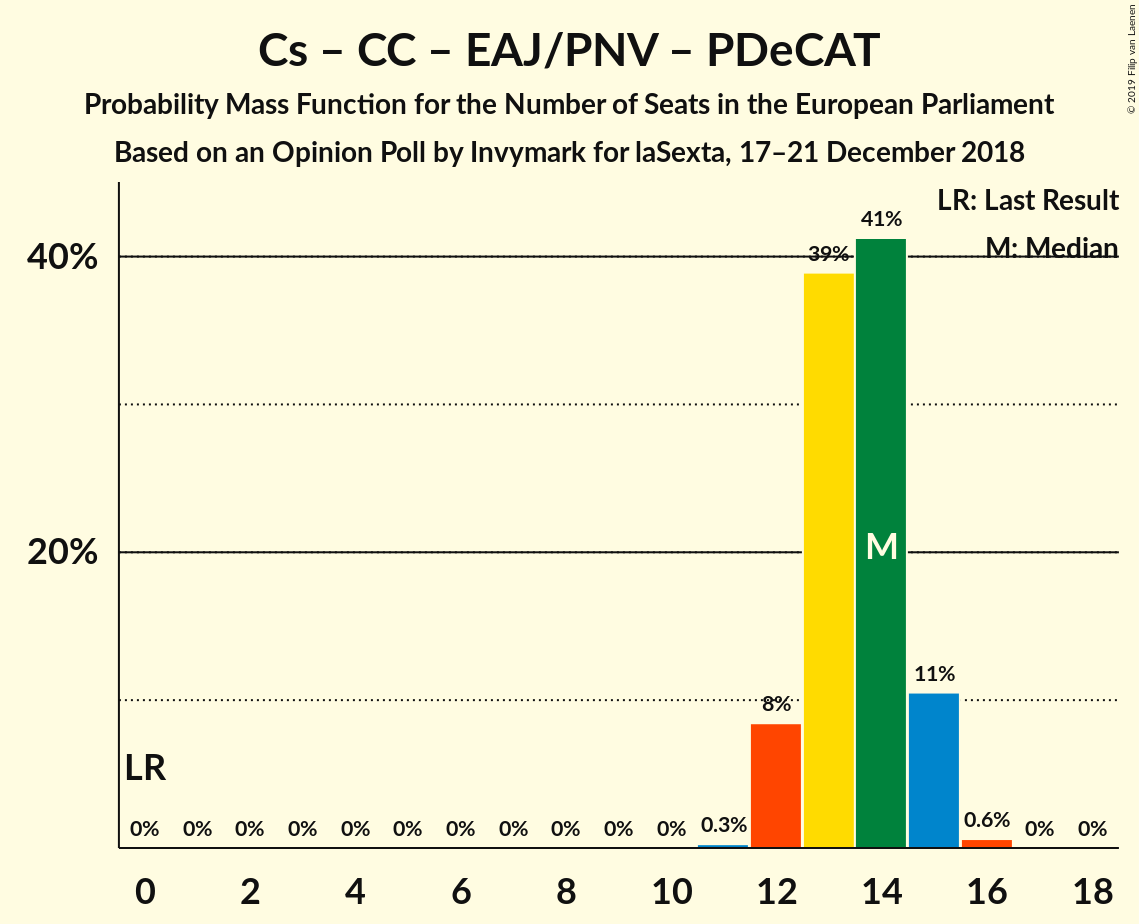 Cs – CC – EAJ/PNV – PDeCAT
Probability Mass Function for the Number of Seats in the European Parliament
Based on an Opinion Poll by Invymark for laSexta, 17–21 December 2018
© 2019 Filip van Laenen
LR: Last Result
M: Median
40%
20%
41%
39%
M
11%
8%
LR
0% 0% 0% 0% 0% 0% 0% 0% 0% 0% 0% 0.3% 0.6% 0% 0%
0 2 4 6 8 10 12 14 16 18